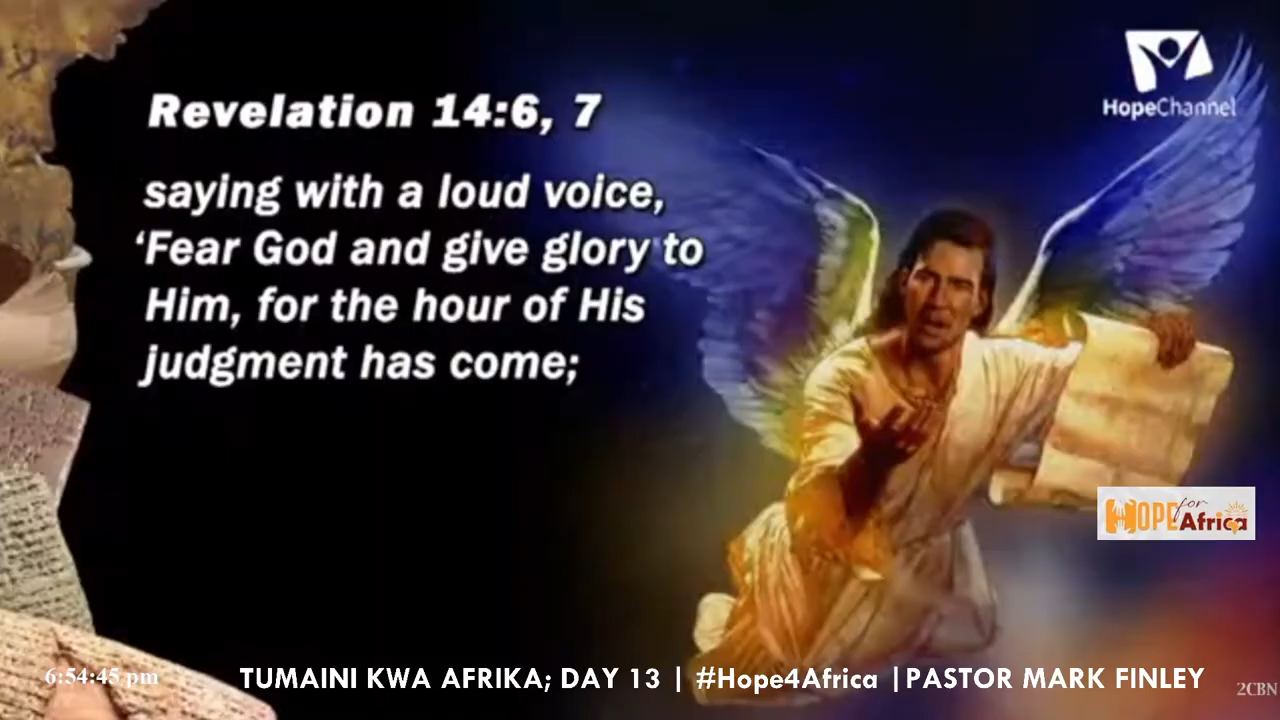 HopeChannel
Revelation 14:6, 7
saying with a loud voice,
‘Fear God and give glory to
Him, for the hour of His
judgment has come;
HOPE for Africa
6:54:45 pm
TUMAINI KWA AFRIKA; DAY 13 | #Hope4Africa |PASTOR MARK FINLEY
2CBN